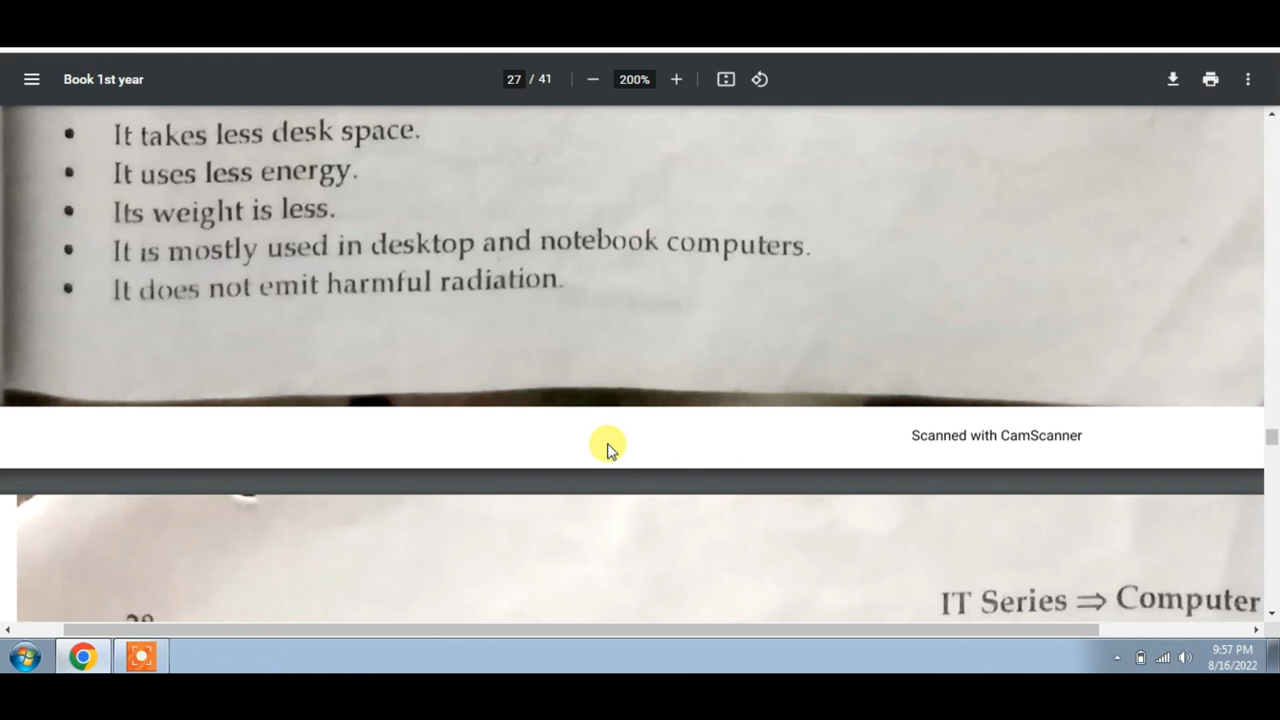 Book 1st year
27 / 41
200%
• It takes less desk space.
• It uses less energy.
• Its weight is less.
• It is mostly used in desktop and notebook computers.
• It does not emit harmful radiation.
Scanned with CamScanner
IT Series ⇒ Computer
9:57 PM
8/16/2022